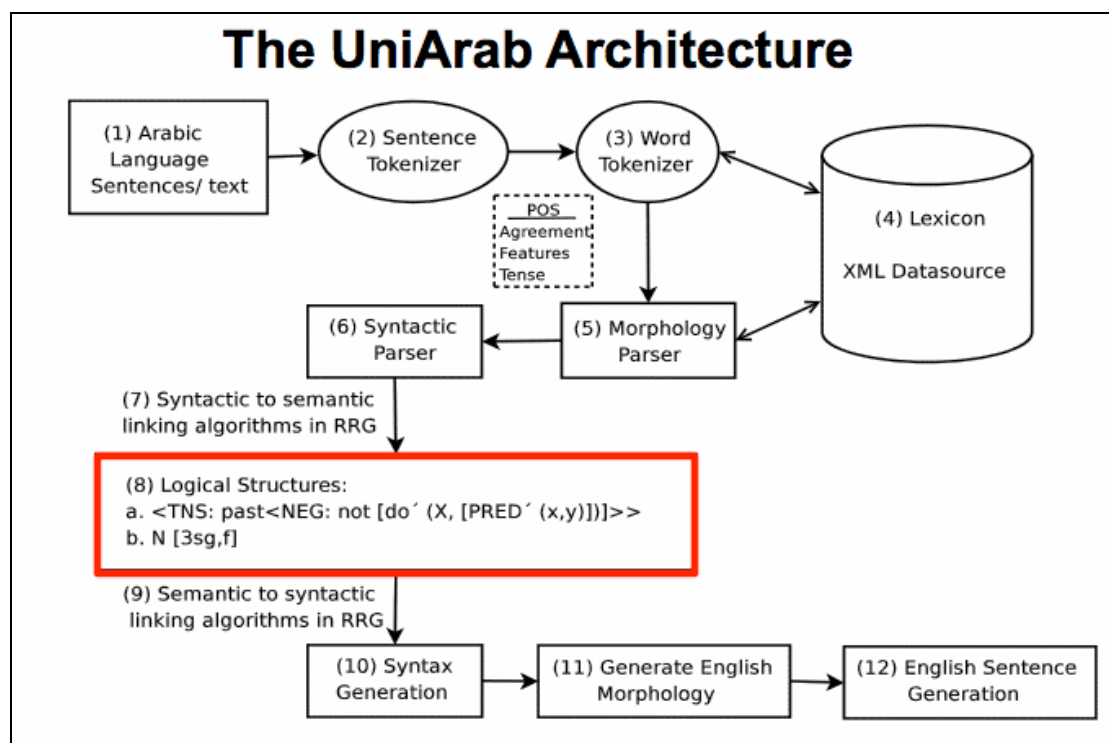 The UniArab Architecture
(1) Arabic
Language
Sentences/ text
(2) Sentence
Tokenizer
(3) Word
Tokenizer
(4) Lexicon
XML Datasource
POS
Agreement
Features
Tense
(5) Morphology
Parser
(6) Syntactic
Parser
(7) Syntactic to semantic
linking algorithms in RRG
(8) Logical Structures:
a. <TNS: past<NEG: not [do´ (X, [PRED´ (x,y)])]>>
b. N [3sg,f]
(9) Semantic to syntactic
linking algorithms in RRG
(10) Syntax
Generation
(11) Generate English
Morphology
(12) English Sentence
Generation